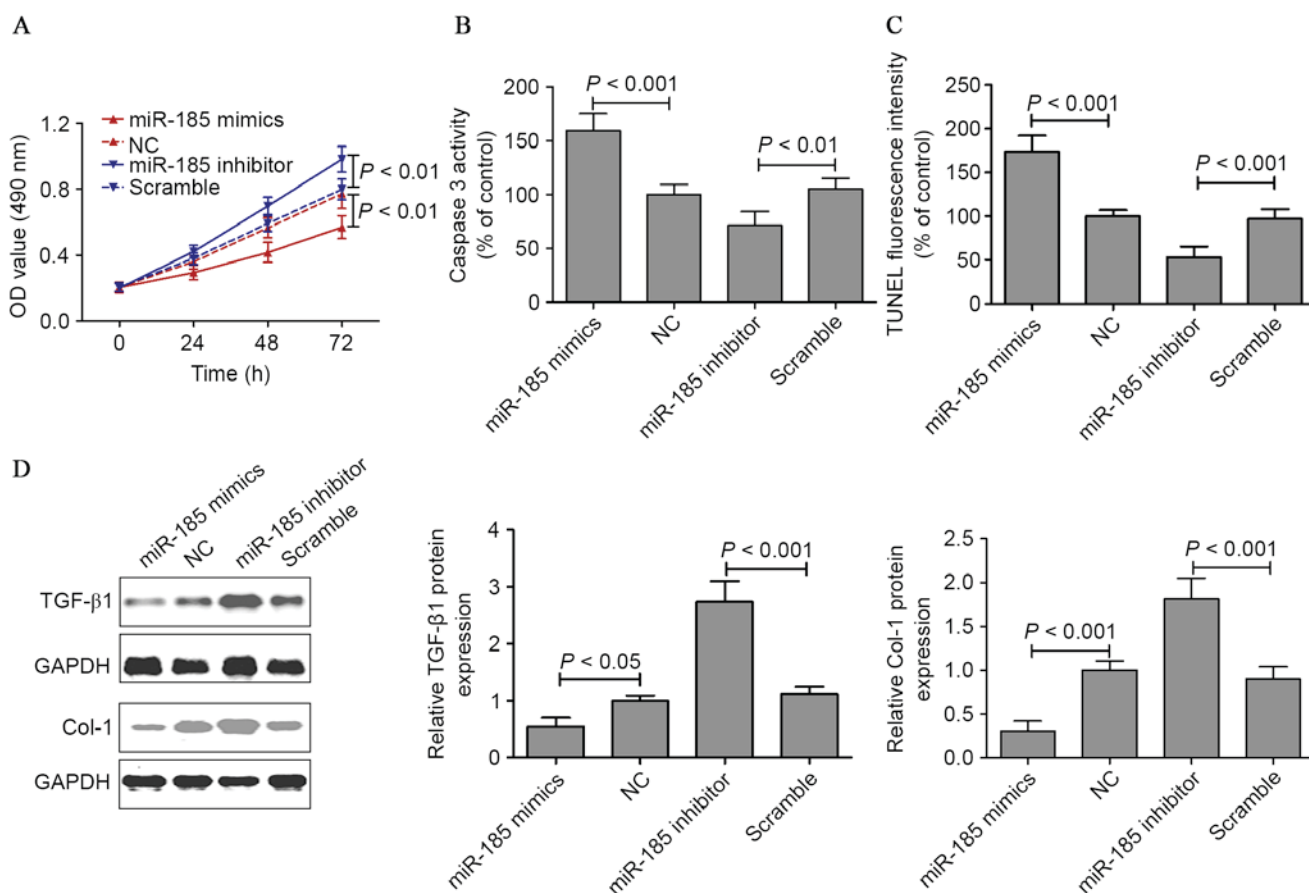 A
OD value (490 nm)
1.2
0.8
0.4
0.0
0
24
48
72
Time (h)
miR-185 mimics
NC
miR-185 inhibitor
Scramble
P < 0.01
P < 0.01
B
Caspase 3 activity
(% of control)
200
150
100
50
0
P < 0.001
P < 0.01
miR-185 mimics
NC
miR-185 inhibitor
Scramble
C
TUNEL fluorescence intensity
(% of control)
250
200
150
100
50
0
P < 0.001
P < 0.001
miR-185 mimics
NC
miR-185 inhibitor
Scramble
D
miR-185 mimics
NC
miR-185 inhibitor
Scramble
TGF-β1
GAPDH
Col-1
GAPDH
Relative TGF-β1 protein
expression
4
3
2
1
0
P < 0.05
P < 0.001
miR-185 mimics
NC
miR-185 inhibitor
Scramble
Relative Col-1 protein
expression
2.5
2.0
1.5
1.0
0.5
0.0
P < 0.001
P < 0.001
miR-185 mimics
NC
miR-185 inhibitor
Scramble